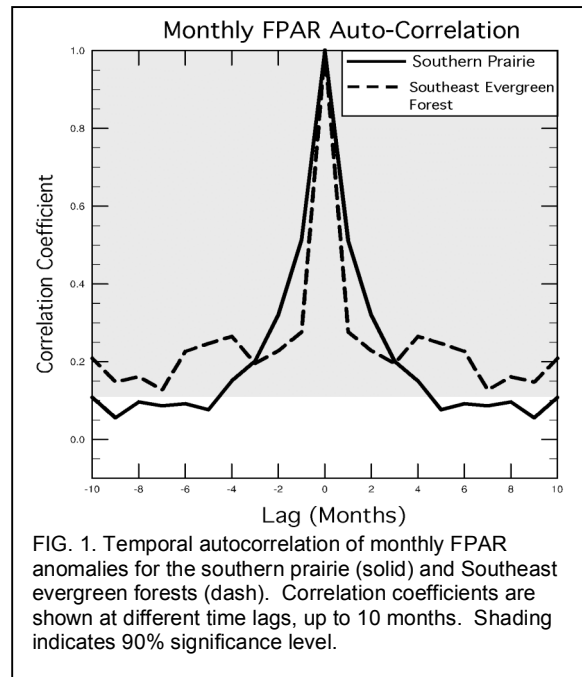 Monthly FPAR Auto-Correlation
Southern Prairie
Southeast Evergreen
Forest
Correlation Coefficient
1.0
0.8
0.6
0.4
0.2
0.0
-10 -8 -6 -4 -2 0 2 4 6 8 10
Lag (Months)
FIG. 1. Temporal autocorrelation of monthly FPAR
anomalies for the southern prairie (solid) and Southeast
evergreen forests (dash). Correlation coefficients are
shown at different time lags, up to 10 months. Shading
indicates 90% significance level.